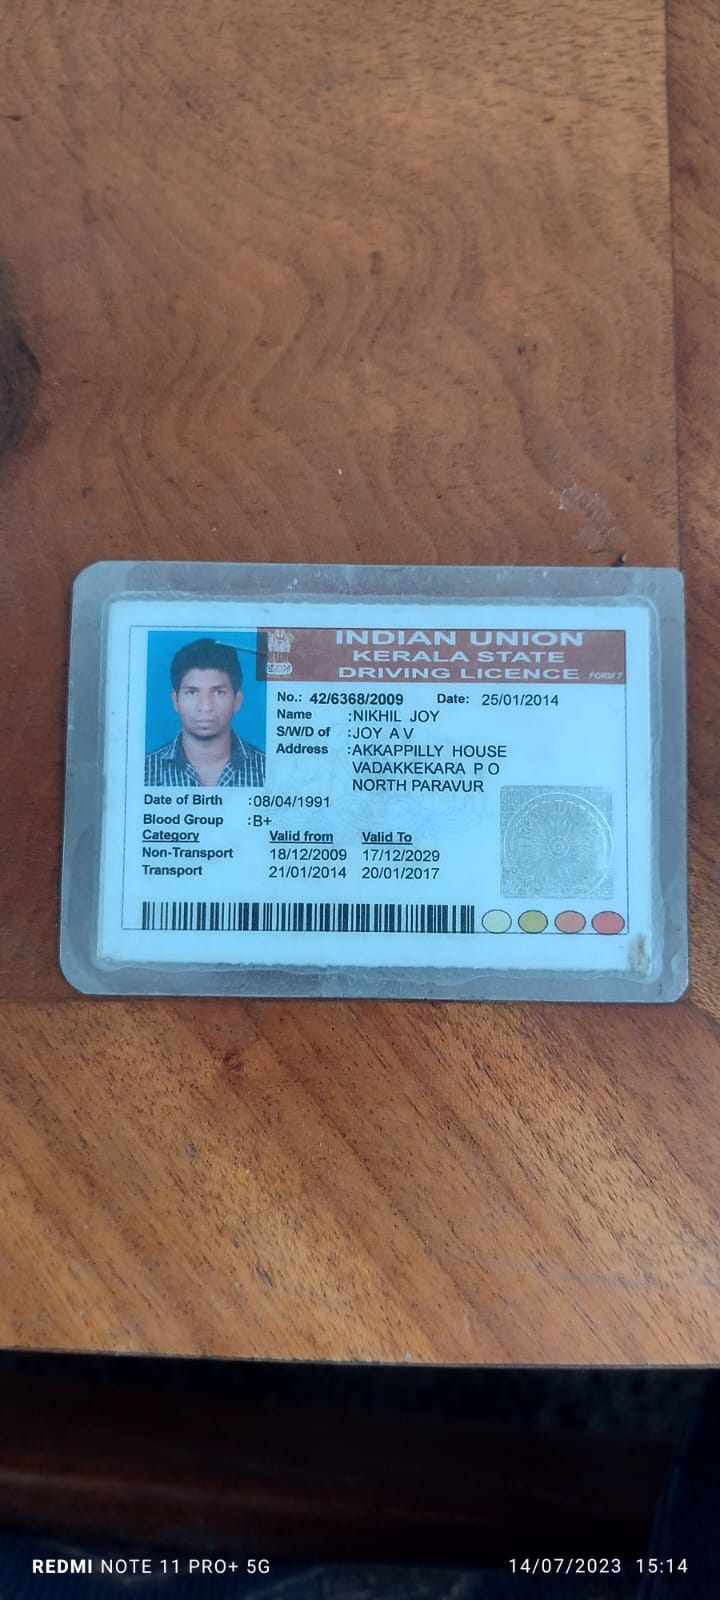 INDIAN UNION
KERALA STATE
DRIVING LICENCE FORM 7
No.: 42/6368/2009 Date: 25/01/2014
Name :NIKHIL JOY
S/W/D of :JOY A V
Address :AKKAPPILLY HOUSE
VADAKKEKARA P O
NORTH PARAVUR
Date of Birth :08/04/1991
Blood Group :B+
Category Valid from Valid To
Non-Transport 18/12/2009 17/12/2029
Transport 21/01/2014 20/01/2017
REDMI NOTE 11 PRO+ 5G 14/07/2023 15:14